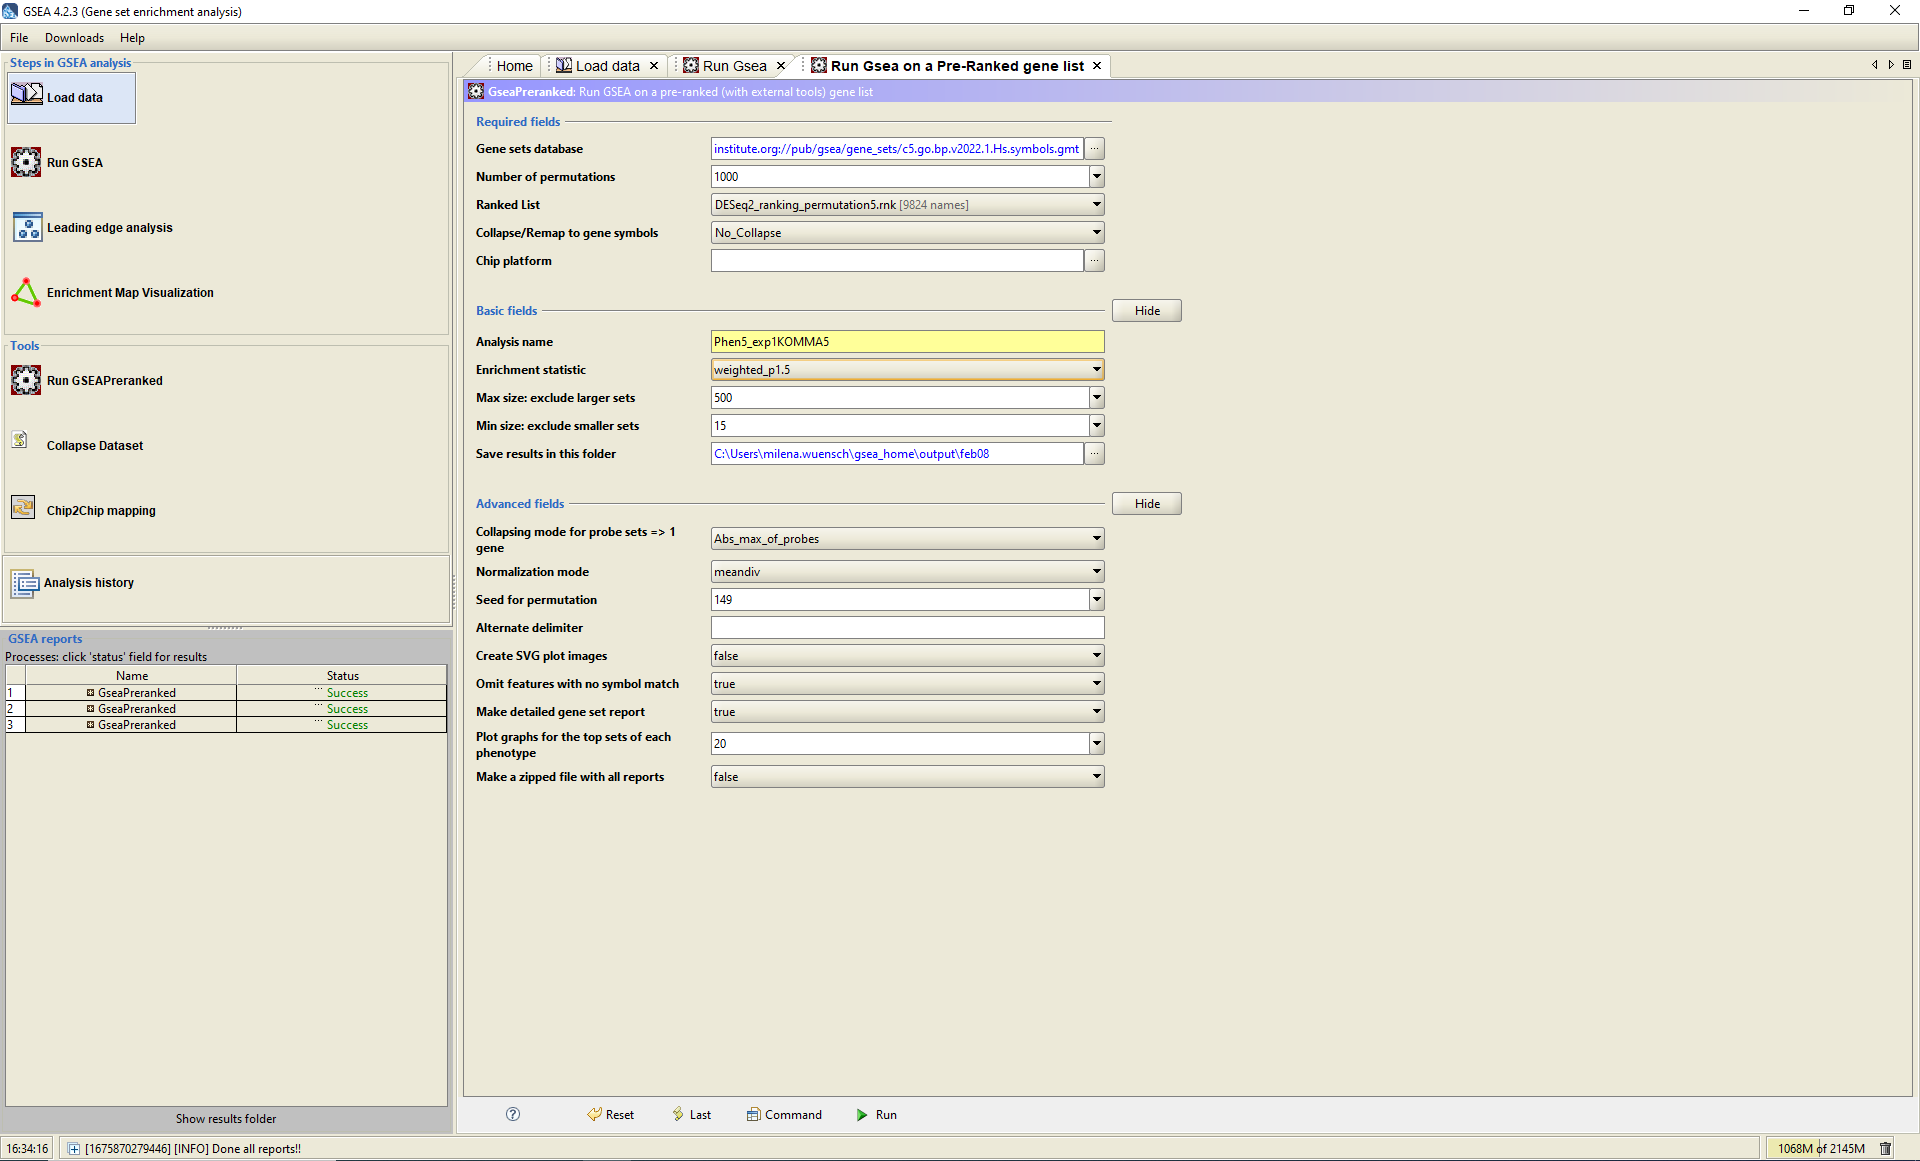 GSEA 4.2.3 (Gene set enrichment analysis)
File Downloads Help
Steps in GSEA analysis
Load data
Run GSEA
Leading edge analysis
Enrichment Map Visualization
Tools
Run GSEAPreranked
Collapse Dataset
Chip2Chip mapping
Analysis history
GSEA reports
Processes: click 'status' field for results
Name Status
1 GseaPreranked ... Success
2 GseaPreranked ... Success
3 GseaPreranked ... Success
Show results folder
Home Load data Run Gsea Run Gsea on a Pre-Ranked gene list
GseaPreranked: Run GSEA on a pre-ranked (with external tools) gene list
Required fields
Gene sets database institute.org://pub/gsea/gene_sets/c5.go.bp.v2022.1.Hs.symbols.gmt ...
Number of permutations 1000
Ranked List DESeq2_ranking_permutation5.rnk [9824 names]
Collapse/Remap to gene symbols No_Collapse
Chip platform ...
Basic fields Hide
Analysis name Phen5_exp1KOMMA5
Enrichment statistic weighted_p1.5
Max size: exclude larger sets 500
Min size: exclude smaller sets 15
Save results in this folder C:\Users\milena.wuensch\gsea_home\output\feb08 ...
Advanced fields Hide
Collapsing mode for probe sets => 1
gene Abs_max_of_probes
Normalization mode meandiv
Seed for permutation 149
Alternate delimiter
Create SVG plot images false
Omit features with no symbol match true
Make detailed gene set report true
Plot graphs for the top sets of each
phenotype 20
Make a zipped file with all reports false
? Reset Last Command Run
16:34:16 [1675870279446] [INFO] Done all reports!! 1068M of 2145M